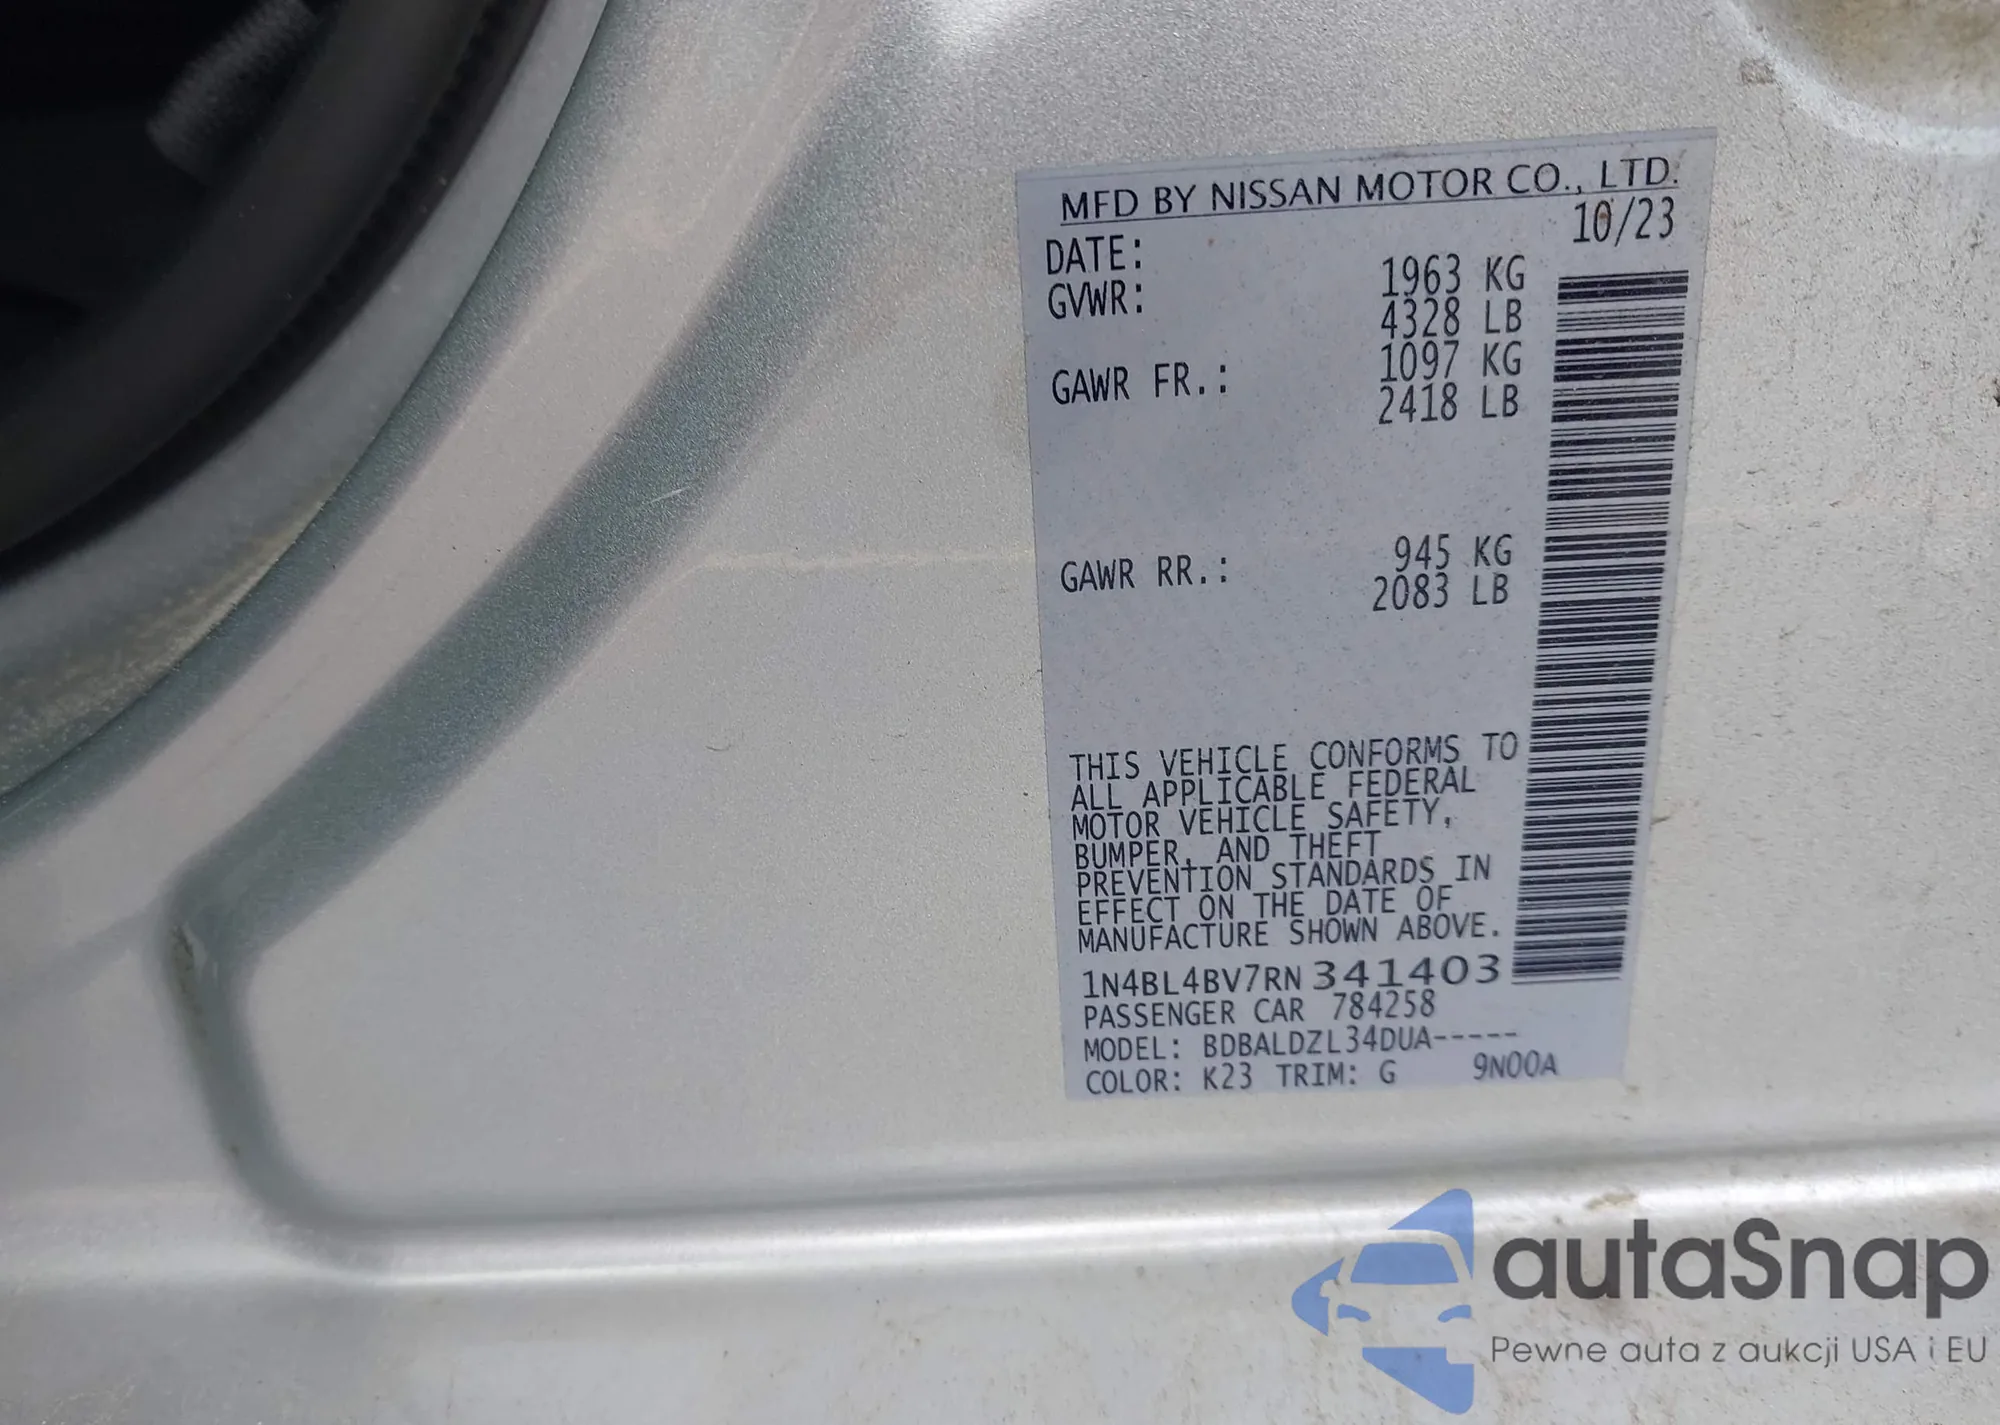 MFD BY NISSAN MOTOR CO., LTD.
DATE: 10/23
GVWR: 1963 KG
4328 LB
GAWR FR.: 1097 KG
2418 LB
GAWR RR.: 945 KG
2083 LB
THIS VEHICLE CONFORMS TO
ALL APPLICABLE FEDERAL
MOTOR VEHICLE SAFETY,
BUMPER, AND THEFT
PREVENTION STANDARDS IN
EFFECT ON THE DATE OF
MANUFACTURE SHOWN ABOVE.
1N4BL4BV7RN341403
PASSENGER CAR 784258
MODEL: BDBALDZL34DUA-----
COLOR: K23 TRIM: G 9N00A
autaSnap
Pewne auta z aukcji USA i EU